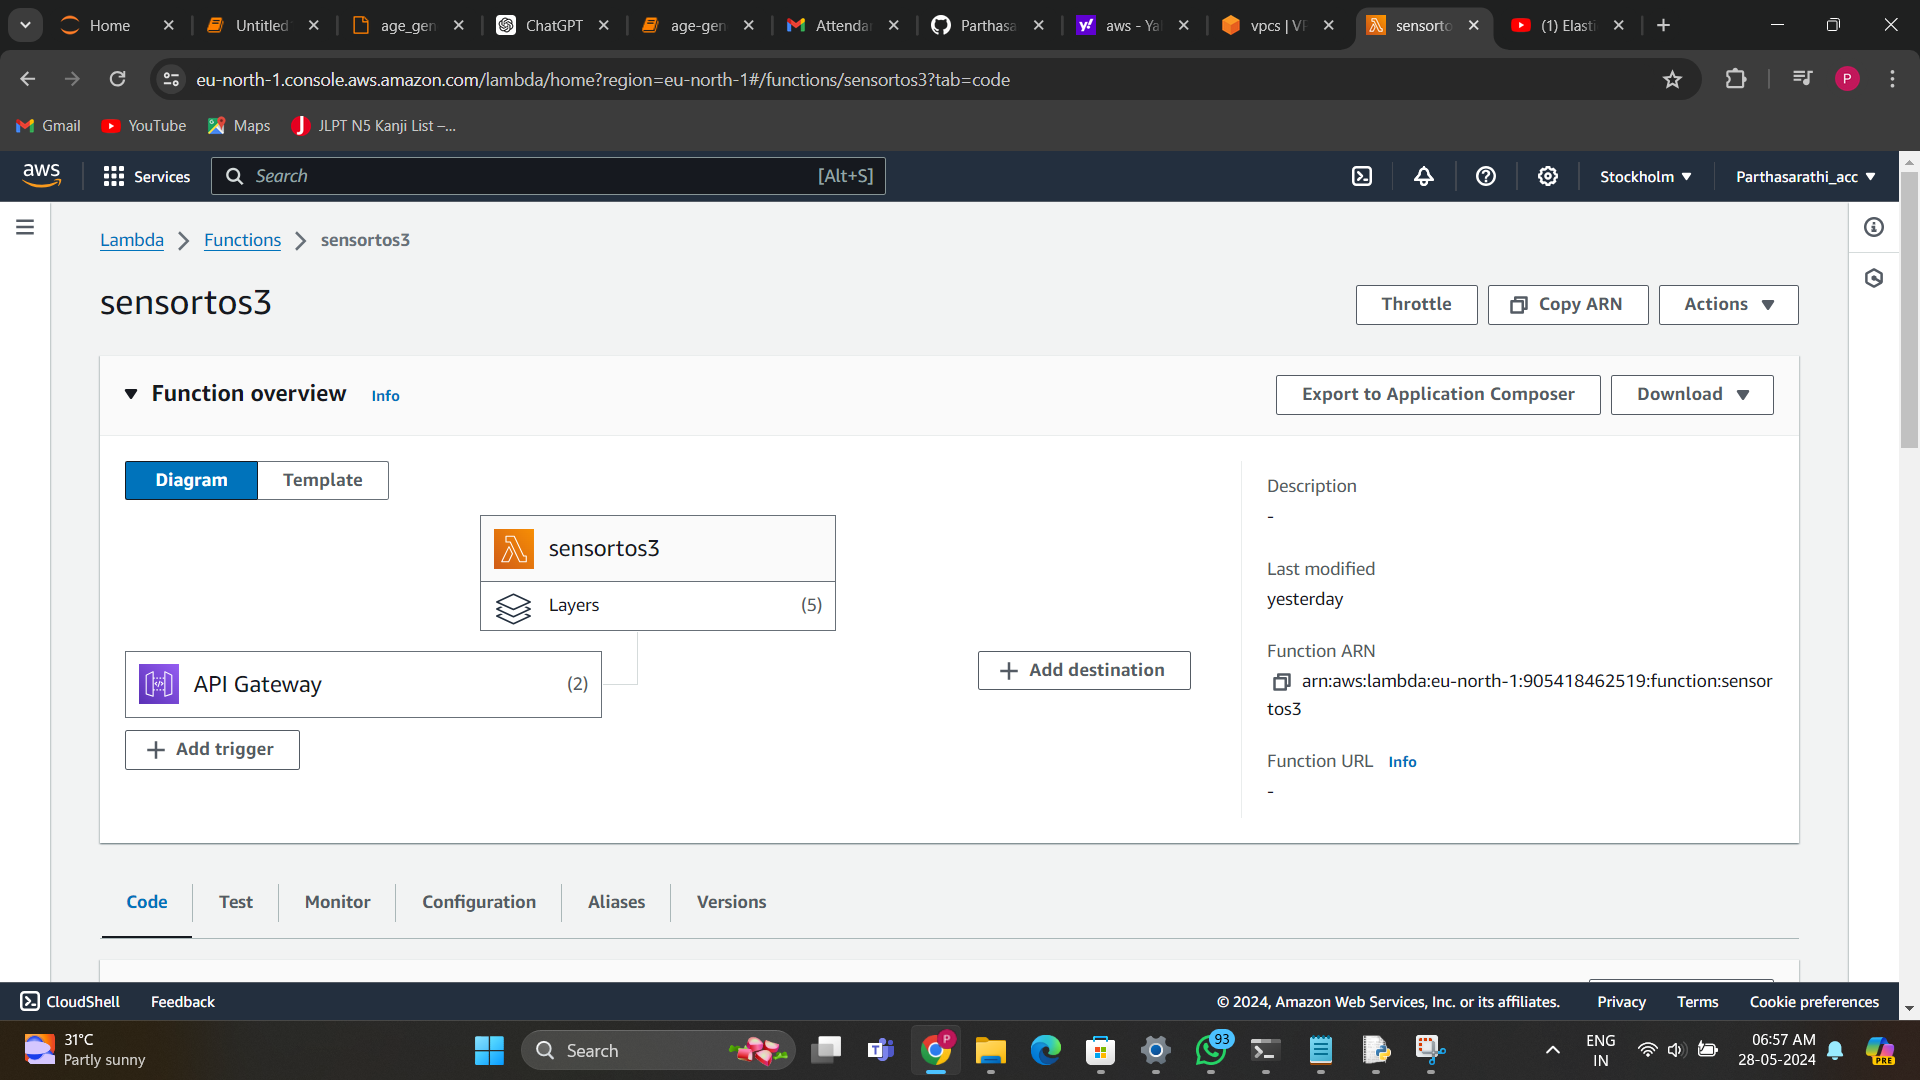 Home
Untitled
age_gen
ChatGPT
age-gen
Attenda
Parthasa
aws - Ya
vpcs | VP
sensorto
(1) Elasti
eu-north-1.console.aws.amazon.com/lambda/home?region=eu-north-1#/functions/sensortos3?tab=code
P
Gmail
YouTube
Maps
JLPT N5 Kanji List –...
aws
Services
Search
[Alt+S]
Stockholm
Parthasarathi_acc
Lambda
Functions
sensortos3
sensortos3
Throttle
Copy ARN
Actions
Function overview
Info
Export to Application Composer
Download
Diagram
Template
sensortos3
Layers
(5)
API Gateway
(2)
Add trigger
Add destination
Description
-
Last modified
yesterday
Function ARN
arn:aws:lambda:eu-north-1:905418462519:function:sensor
tos3
Function URL Info
-
Code
Test
Monitor
Configuration
Aliases
Versions
CloudShell
Feedback
© 2024, Amazon Web Services, Inc. or its affiliates.
Privacy
Terms
Cookie preferences
31°C
Partly sunny
Search
P
93
ENG
IN
06:57 AM
28-05-2024
PRE